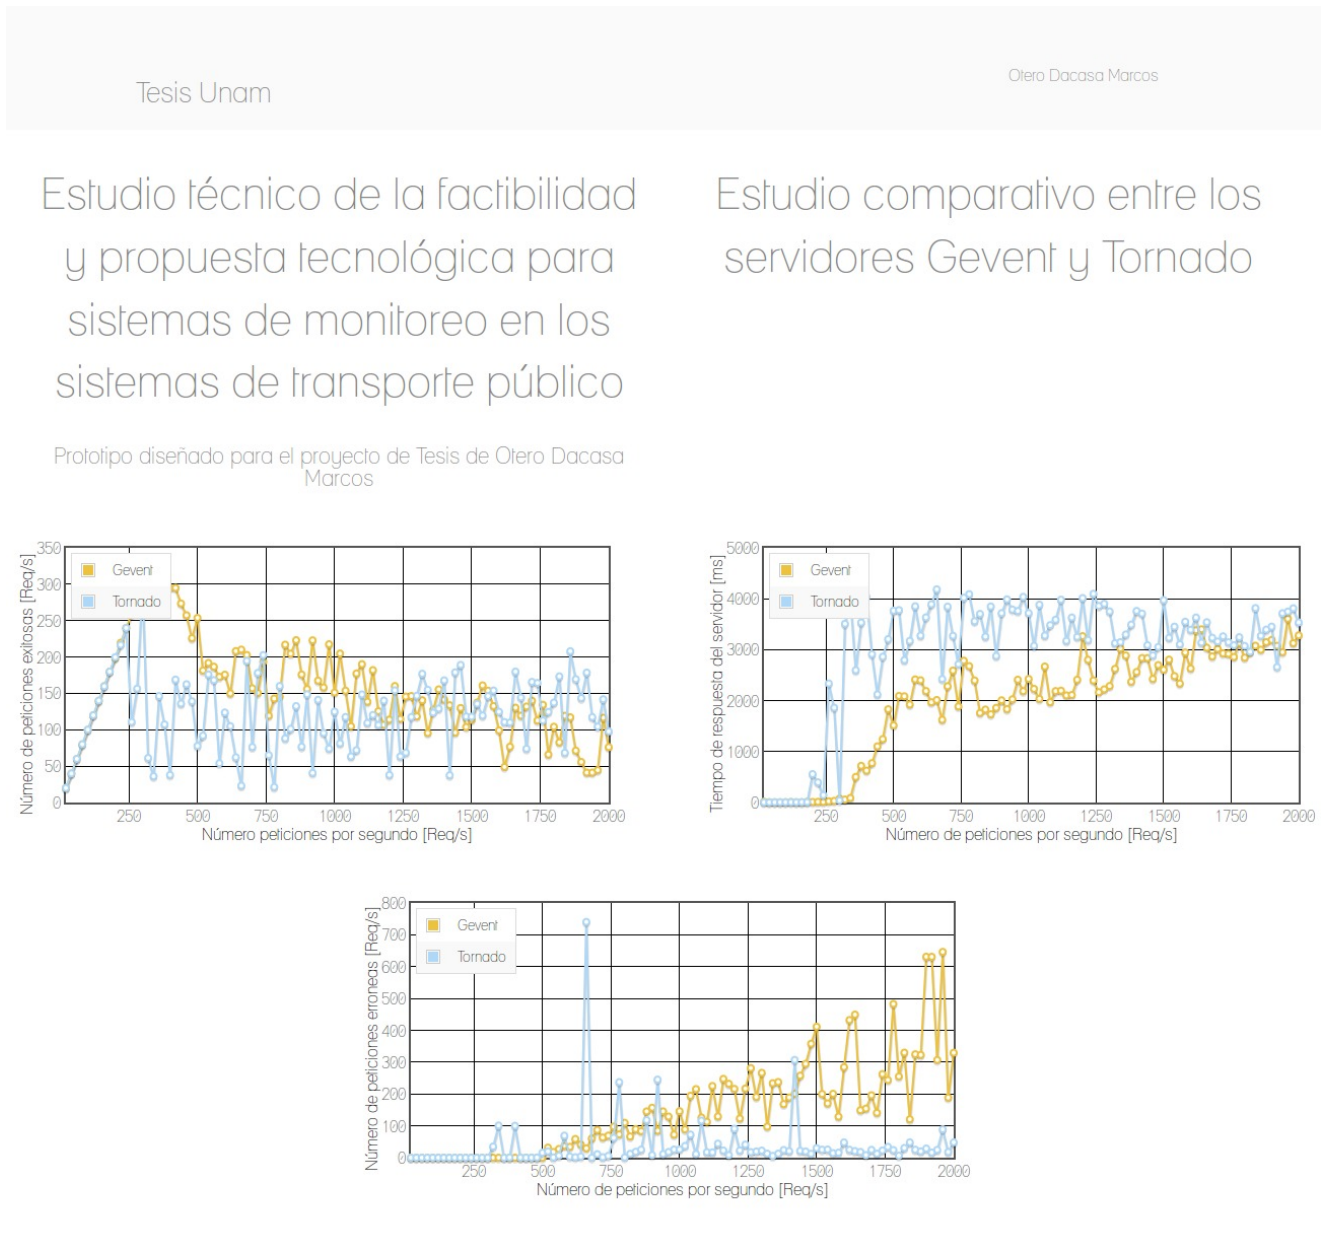 Tesis Unam
Otero Dacasa Marcos
Estudio técnico de la factibilidad
y propuesta tecnológica para
sistemas de monitoreo en los
sistemas de transporte público
Prototipo diseñado para el proyecto de Tesis de Otero Dacasa
Marcos
Estudio comparativo entre los
servidores Gevent y Tornado
Número de peticiones exitosas [Req/s]
350
300
250
200
150
100
50
0
Gevent
Tornado
250
500
750
1000
1250
1500
1750
2000
Número peticiones por segundo [Req/s]
Tiempo de respuesta del servidor [ms]
5000
4000
3000
2000
1000
0
Gevent
Tornado
250
500
750
1000
1250
1500
1750
2000
Número de peticiones por segundo [Req/s]
Número de peticiones erroneas [Req/s]
800
700
600
500
400
300
200
100
0
Gevent
Tornado
250
500
750
1000
1250
1500
1750
2000
Número de peticiones por segundo [Req/s]